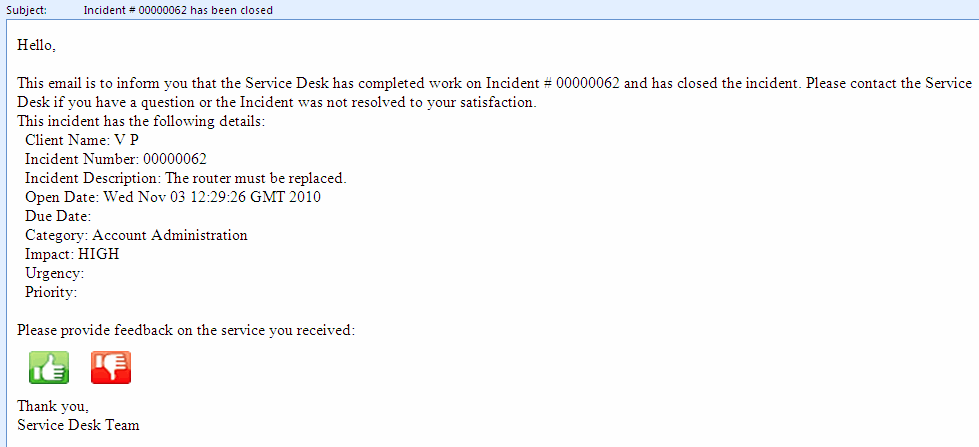 Subject: Incident # 00000062 has been closed
Hello,
This email is to inform you that the Service Desk has completed work on Incident # 00000062 and has closed the incident. Please contact the Service
Desk if you have a question or the Incident was not resolved to your satisfaction.
This incident has the following details:
Client Name: V P
Incident Number: 00000062
Incident Description: The router must be replaced.
Open Date: Wed Nov 03 12:29:26 GMT 2010
Due Date:
Category: Account Administration
Impact: HIGH
Urgency:
Priority:
Please provide feedback on the service you received:
Thank you,
Service Desk Team